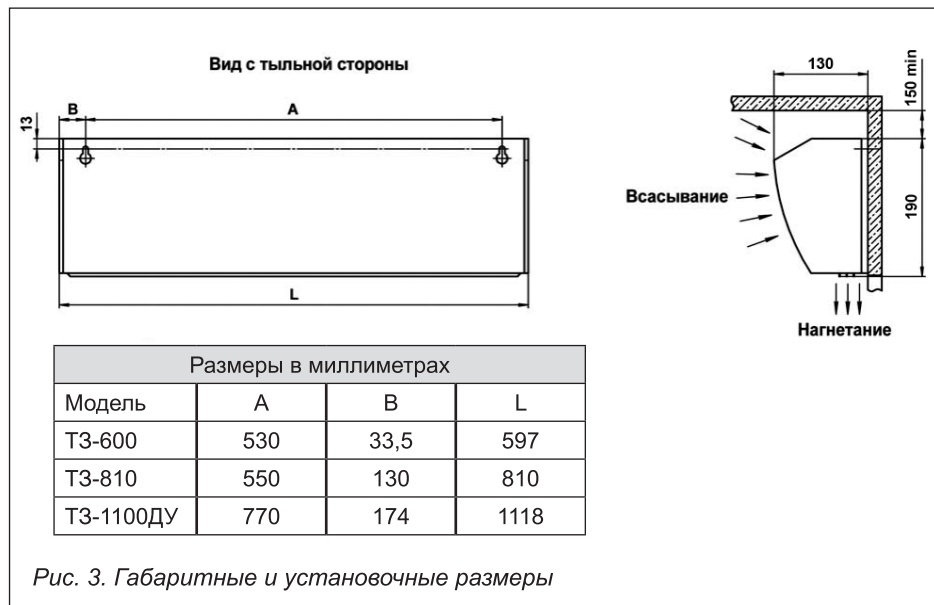 Вид с тыльной стороны
B
A
13
L
130
150 min
190
Всасывание
Нагнетание
Размеры в миллиметрах
Модель A B L
ТЗ-600 530 33,5 597
ТЗ-810 550 130 810
ТЗ-1100ДУ 770 174 1118
Рис. 3. Габаритные и установочные размеры